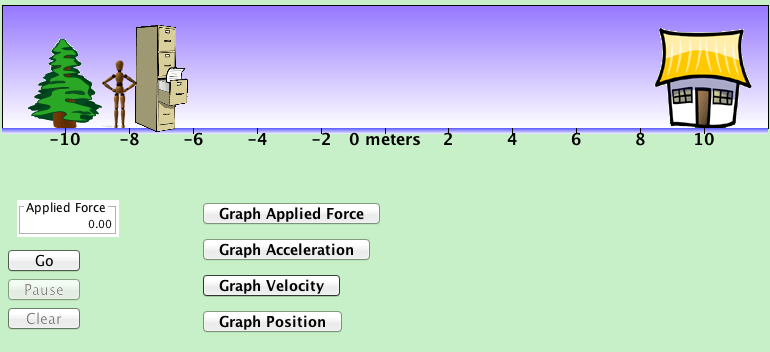 -10 -8 -6 -4 -2 0 meters 2 4 6 8 10
Applied Force
0.00
Graph Applied Force
Go
Graph Acceleration
Pause
Graph Velocity
Clear
Graph Position